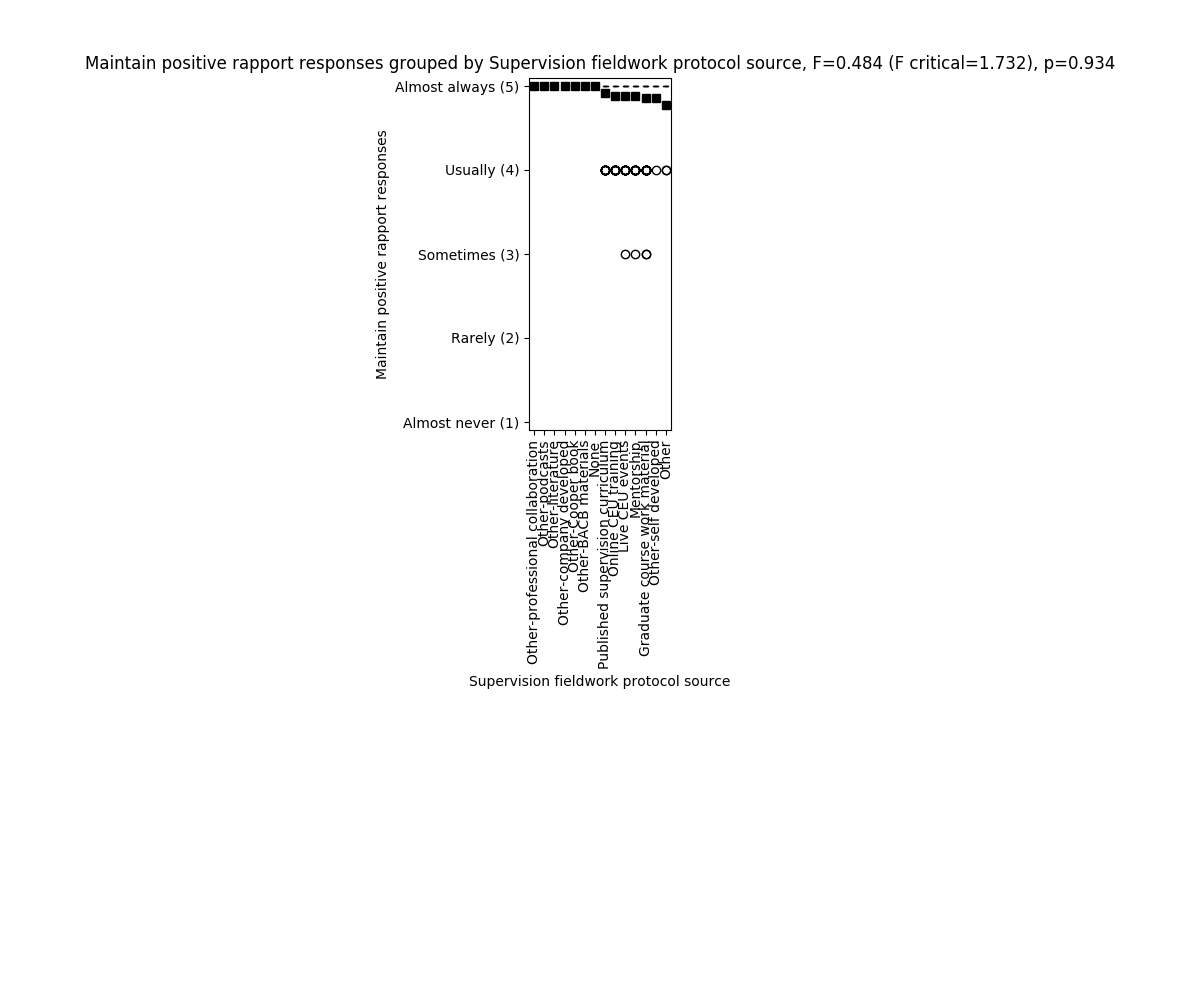 Maintain positive rapport responses grouped by Supervision fieldwork protocol source, F=0.484 (F critical=1.732), p=0.934
Maintain positive rapport responses
Almost always (5)
Usually (4)
Sometimes (3)
Rarely (2)
Almost never (1)
Other-professional collaboration
Other-podcasts
Other-literature
Other-company developed
Other-Cooper book
Other-BACB materials
None
Published supervision curriculum
Online CEU training
Live CEU events
Mentorship
Graduate course work material
Other-self developed
Other
Supervision fieldwork protocol source